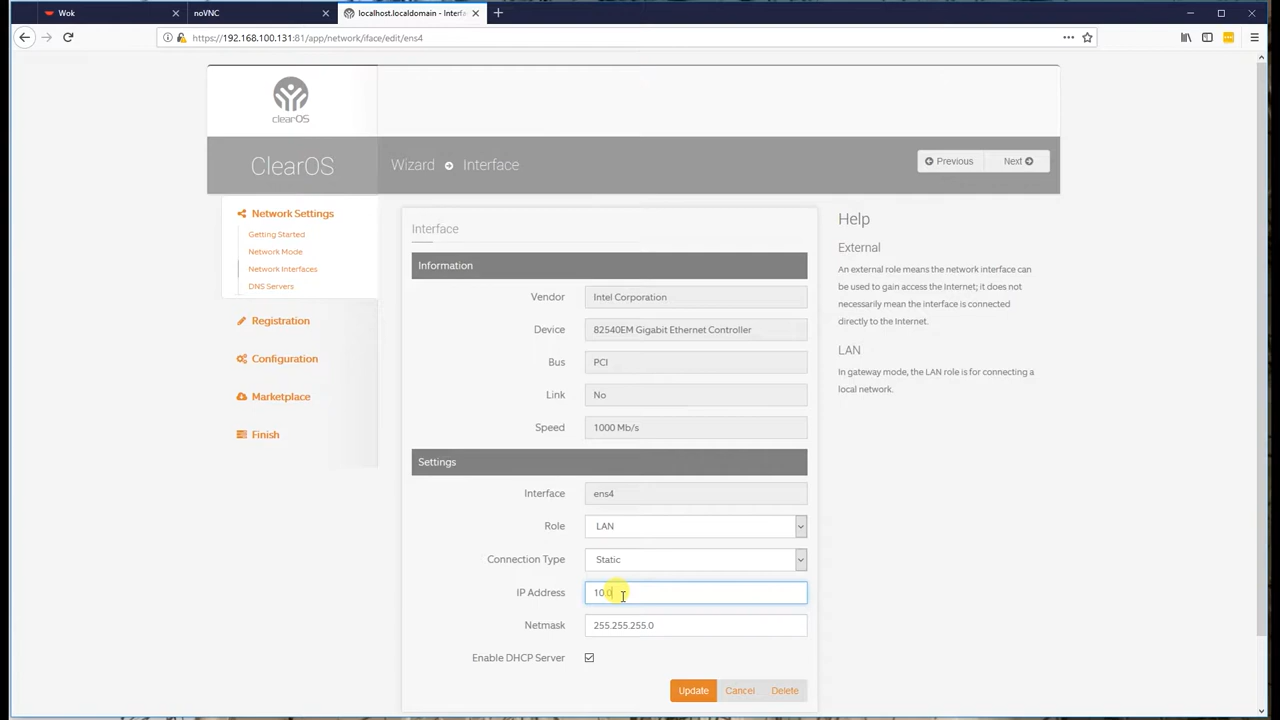 Wok
noVNC
localhost.localdomain - Interfa
https://192.168.100.131:81/app/network/iface/edit/ens4
clearOS
ClearOS
Wizard Interface
Previous
Next
Network Settings
Getting Started
Network Mode
Network Interfaces
DNS Servers
Registration
Configuration
Marketplace
Finish
Interface
Information
Vendor Intel Corporation
Device 82540EM Gigabit Ethernet Controller
Bus PCI
Link No
Speed 1000 Mb/s
Settings
Interface ens4
Role LAN
Connection Type Static
IP Address 10.0
Netmask 255.255.255.0
Enable DHCP Server
Update Cancel Delete
Help
External
An external role means the network interface can
be used to gain access the Internet; it does not
necessarily mean the interface is connected
directly to the Internet.
LAN
In gateway mode, the LAN role is for connecting a
local network.